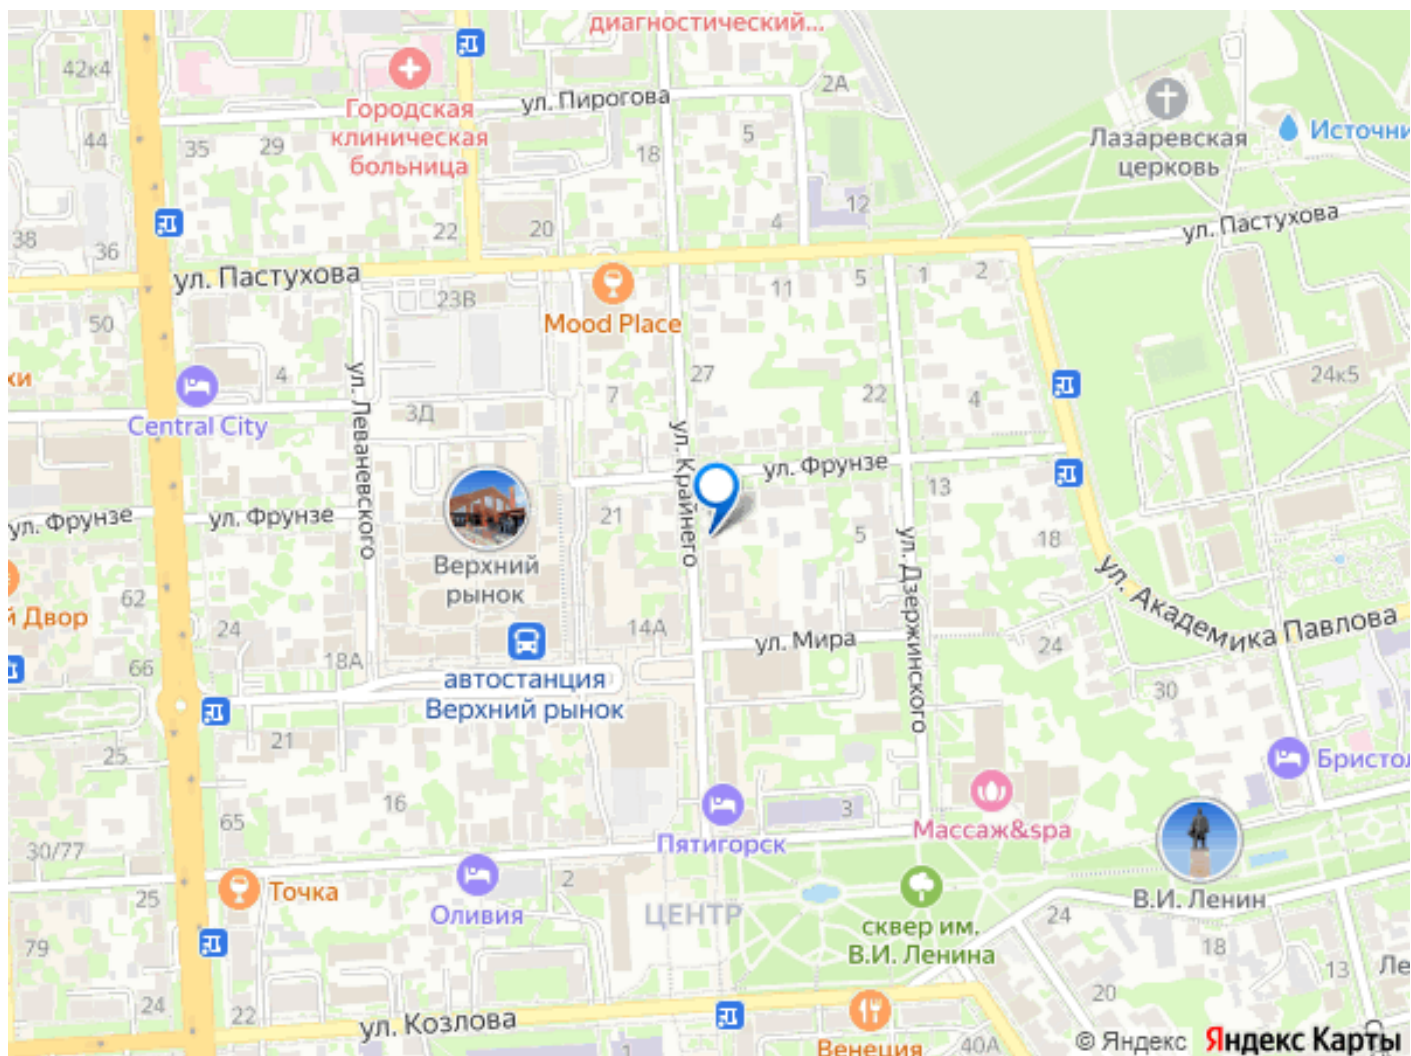 диагностический...
42к4
2А
ул. Пирогова
Городская
клиническая
больница
44
35
29
18
5
Лазаревская
церковь
Источни
12
4
38
36
22
20
ул. Пастухова
ул. Пастухова
23В
11
5
1
2
50
Mood Place
хи
4
Central City
ул. Леваневского
3Д
7
27
22
4
24к5
ул. Крайнего
ул. Фрунзе
ул. Фрунзе
ул. Фрунзе
21
13
5
18
Верхний
рынок
ул. Дзержинского
ул. Академика Павлова
й Двор
62
24
14А
ул. Мира
24
66
18А
автостанция
Верхний рынок
30
25
21
Бристол
16
65
3
Пятигорск
Массаж&spa
30/77
25
Точка
2
Оливия
ЦЕНТР
сквер им.
В.И. Ленина
В.И. Ленин
24
18
79
13
Ле
24
22
ул. Козлова
20
1
Венеция
40А
© Яндекс
Яндекс Карты